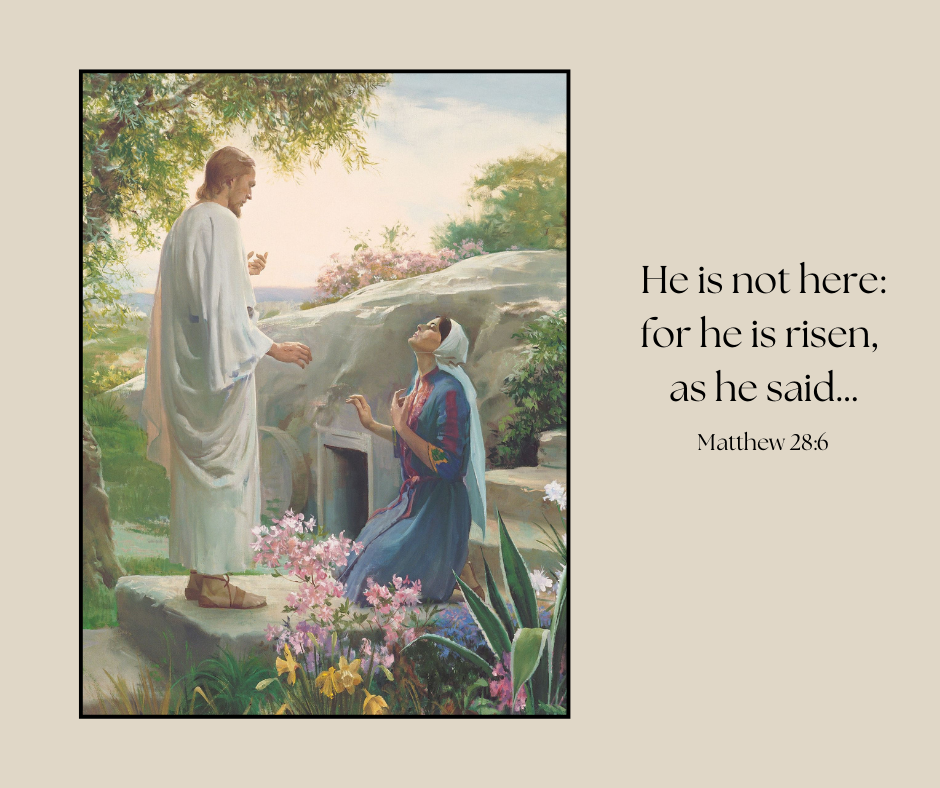 He is not here:
for he is risen,
as he said...
Matthew 28:6